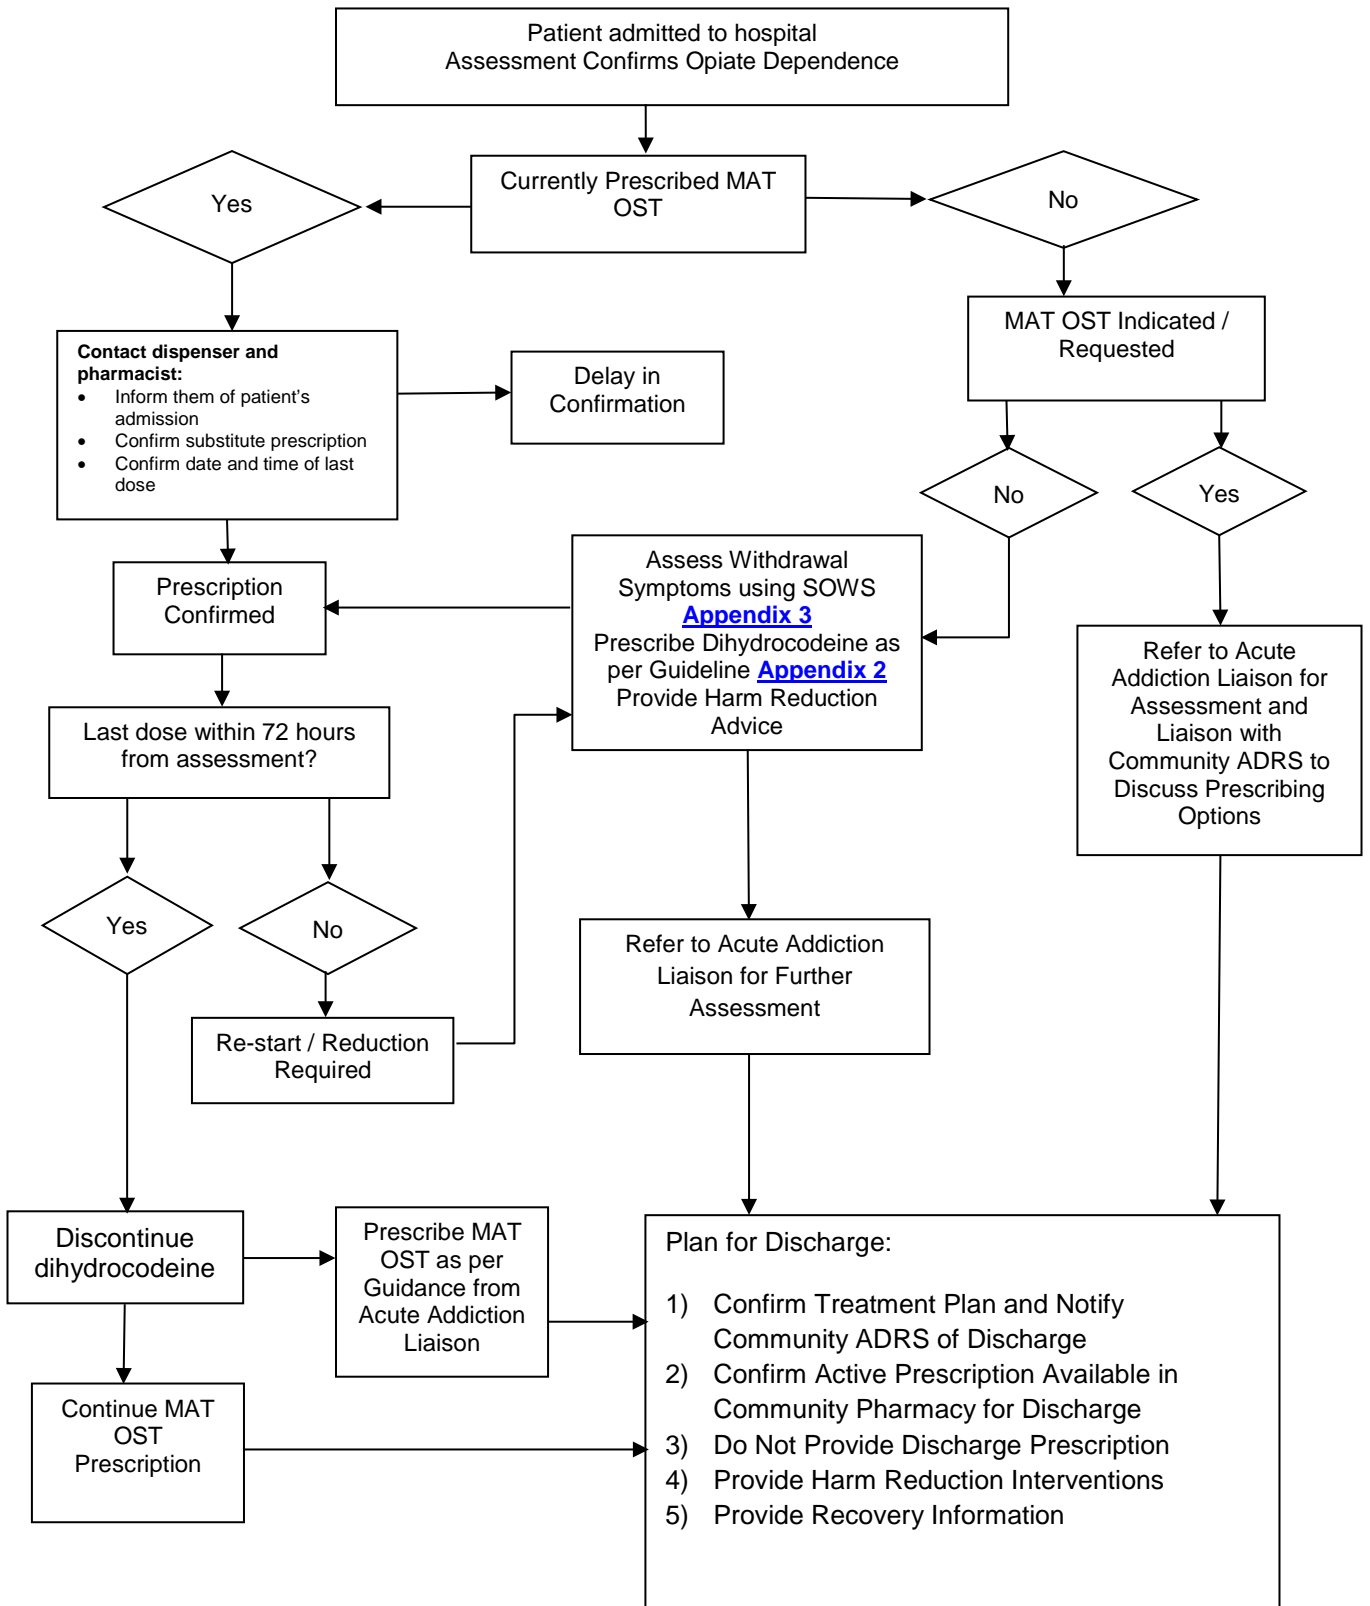 Patient admitted to hospital
Assessment Confirms Opiate Dependence
Currently Prescribed MAT
OST
Yes
No
Contact dispenser and
pharmacist:
• Inform them of patient's
admission
• Confirm substitute prescription
• Confirm date and time of last
dose
Delay in
Confirmation
MAT OST Indicated /
Requested
No
Yes
Prescription
Confirmed
Assess Withdrawal
Symptoms using SOWS
Appendix 3
Prescribe Dihydrocodeine as
per Guideline Appendix 2
Provide Harm Reduction
Advice
Refer to Acute
Addiction Liaison for
Assessment and
Liaison with
Community ADRS to
Discuss Prescribing
Options
Last dose within 72 hours
from assessment?
Yes
No
Re-start / Reduction
Required
Refer to Acute Addiction
Liaison for Further
Assessment
Discontinue
dihydrocodeine
Prescribe MAT
OST as per
Guidance from
Acute Addiction
Liaison
Continue MAT
OST
Prescription
Plan for Discharge:
1) Confirm Treatment Plan and Notify
Community ADRS of Discharge
2) Confirm Active Prescription Available in
Community Pharmacy for Discharge
3) Do Not Provide Discharge Prescription
4) Provide Harm Reduction Interventions
5) Provide Recovery Information